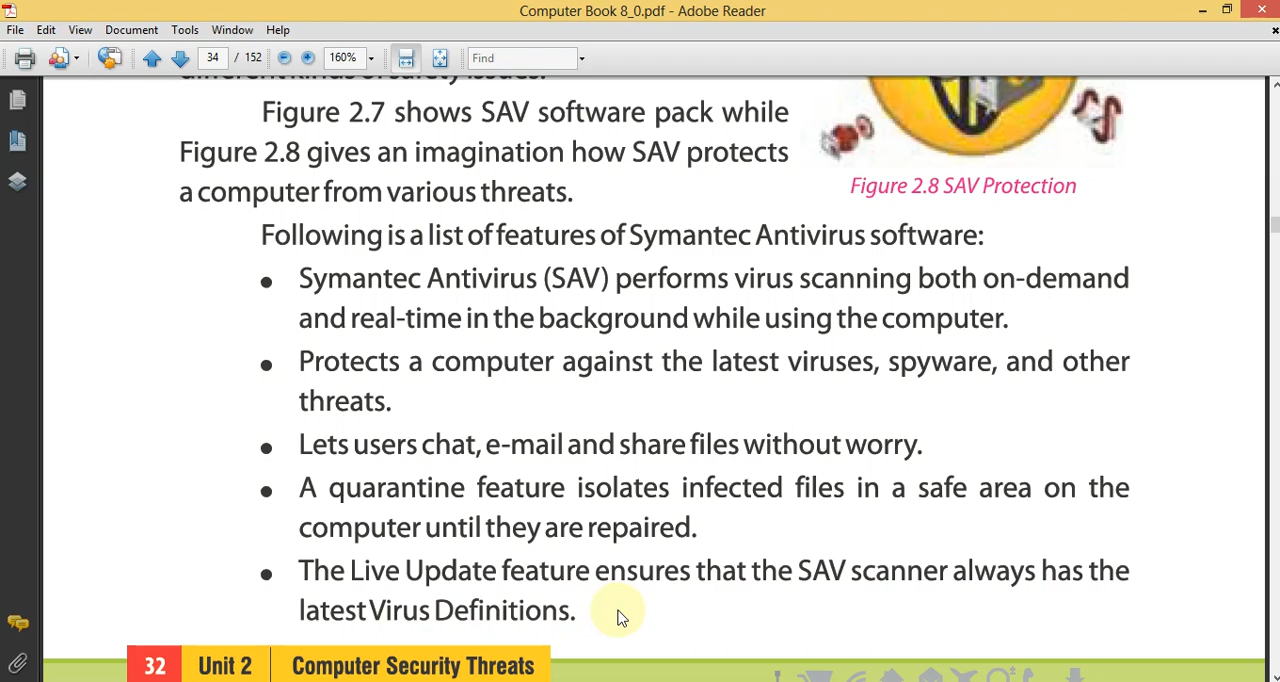 Computer Book 8_0.pdf - Adobe Reader
File Edit View Document Tools Window Help
34 / 152 160% Find
different kinds of safety issues.
Figure 2.7 shows SAV software pack while
Figure 2.8 gives an imagination how SAV protects
a computer from various threats.
Figure 2.8 SAV Protection
Following is a list of features of Symantec Antivirus software:
• Symantec Antivirus (SAV) performs virus scanning both on-demand
and real-time in the background while using the computer.
• Protects a computer against the latest viruses, spyware, and other
threats.
• Lets users chat, e-mail and share files without worry.
• A quarantine feature isolates infected files in a safe area on the
computer until they are repaired.
• The Live Update feature ensures that the SAV scanner always has the
latest Virus Definitions.
32 Unit 2 Computer Security Threats